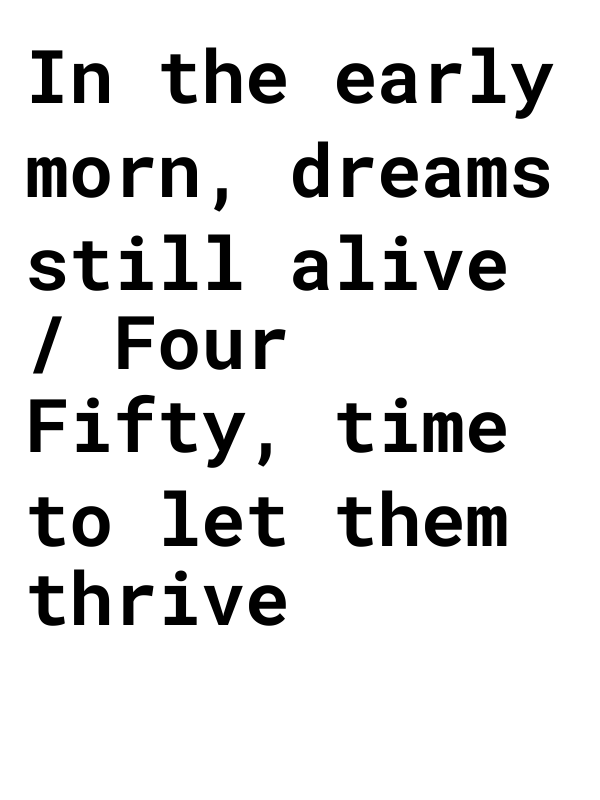 In the early
morn, dreams
still alive
/ Four
Fifty, time
to let them
thrive